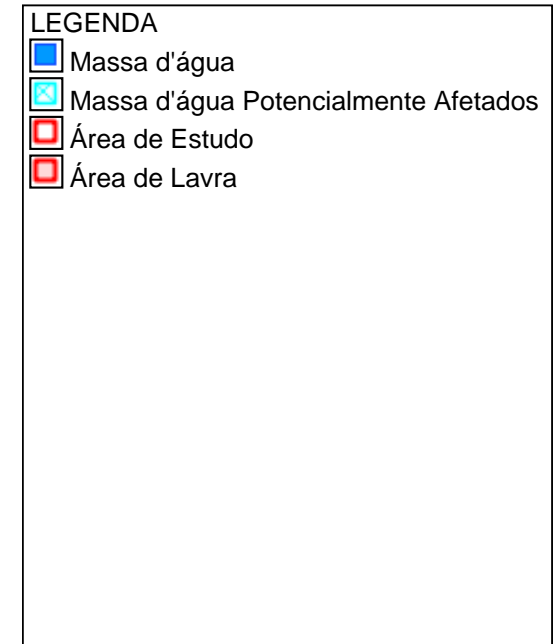 LEGENDA
Massa d'água
Massa d'água Potencialmente Afetados
Área de Estudo
Área de Lavra